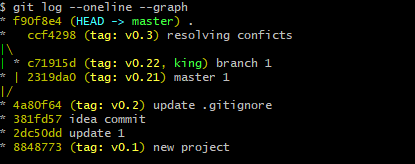 $ git log --oneline --graph
* f90f8e4 (HEAD -> master) .
*   ccf4298 (tag: v0.3) resolving conficts
|\
| * c71915d (tag: v0.22, king) branch 1
* | 2319da0 (tag: v0.21) master 1
|/
* 4a80f64 (tag: v0.2) update .gitignore
* 381fd57 idea commit
* 2dc50dd update 1
* 8848773 (tag: v0.1) new project